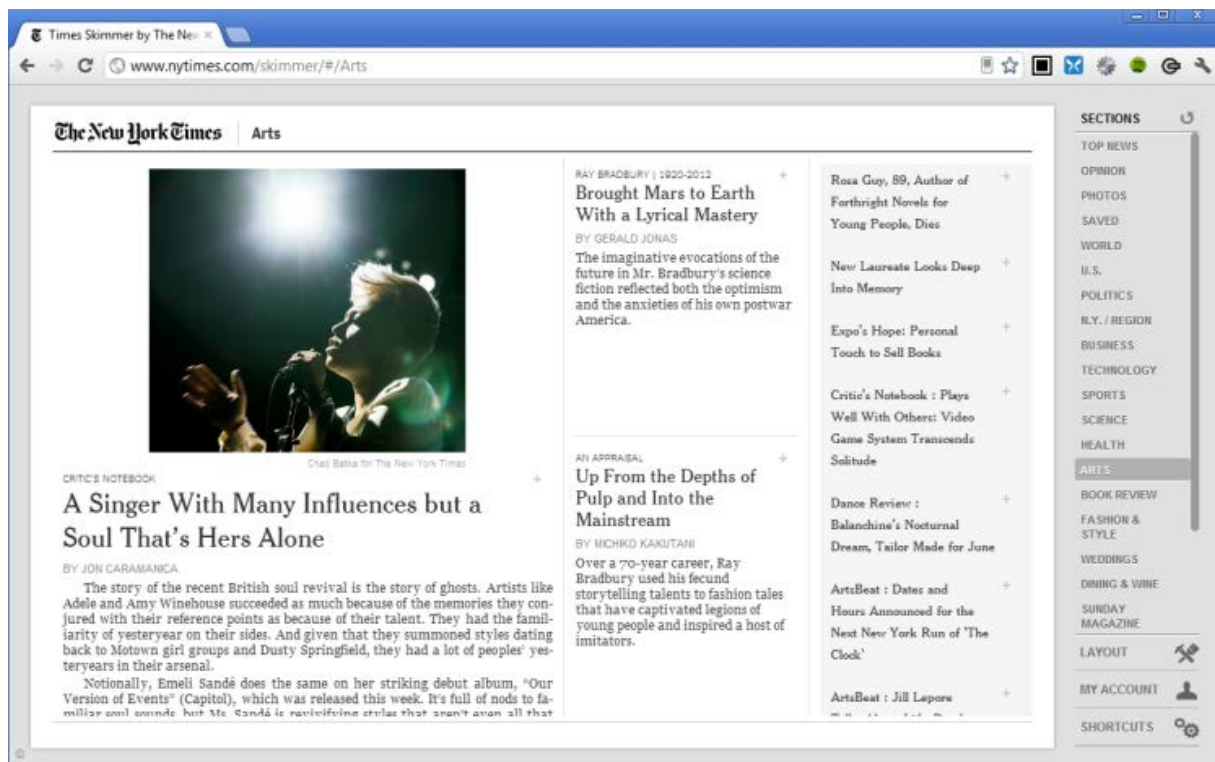 Times Skimmer by The Nev
www.nytimes.com/skimmer/#/Arts
The New York Times
Arts
Chad Batka for The New York Times
CRITIC'S NOTEBOOK
A Singer With Many Influences but a
Soul That's Hers Alone
BY JON CARAMANICA
The story of the recent British soul revival is the story of ghosts. Artists like
Adele and Amy Winehouse succeeded as much because of the memories they con-
jured with their reference points as because of their talent. They had the famil-
iarity of yesteryear on their sides. And given that they summoned styles dating
back to Motown girl groups and Dusty Springfield, they had a lot of peoples' yes-
teryears in their arsenal.
Notionally, Emeli Sandé does the same on her striking debut album, "Our
Version of Events" (Capitol), which was released this week. It's full of nods to fa-
miliar soul sounds, but Ms. Sandé is revivifying styles that aren't even all that
RAY BRADBURY | 1920-2012
Brought Mars to Earth
With a Lyrical Mastery
BY GERALD JONAS
The imaginative evocations of the
future in Mr. Bradbury's science
fiction reflected both the optimism
and the anxieties of his own postwar
America.
AN APPRAISAL
Up From the Depths of
Pulp and Into the
Mainstream
BY MICHIKO KAKUTANI
Over a 70-year career, Ray
Bradbury used his fecund
storytelling talents to fashion tales
that have captivated legions of
young people and inspired a host of
imitators.
Rosa Guy, 89, Author of
Forthright Novels for
Young People, Dies
New Laureate Looks Deep
Into Memory
Expo's Hope: Personal
Touch to Sell Books
Critic's Notebook : Plays
Well With Others: Video
Game System Transcends
Solitude
Dance Review :
Balanchine's Nocturnal
Dream, Tailor Made for June
ArtsBeat : Dates and
Hours Announced for the
Next New York Run of 'The
Clock'
ArtsBeat : Jill Lepore
SECTIONS
TOP NEWS
OPINION
PHOTOS
SAVED
WORLD
U.S.
POLITICS
N.Y. / REGION
BUSINESS
TECHNOLOGY
SPORTS
SCIENCE
HEALTH
ARTS
BOOK REVIEW
FASHION &
STYLE
WEDDINGS
DINING & WINE
SUNDAY
MAGAZINE
LAYOUT
MY ACCOUNT
SHORTCUTS